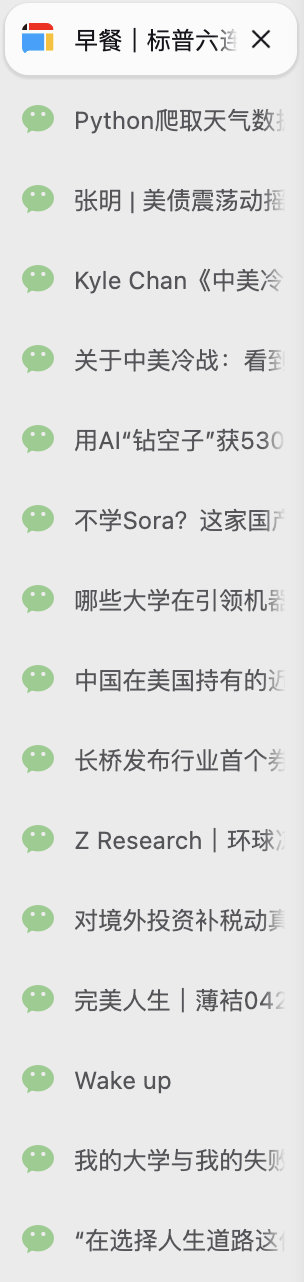 早餐｜标普六连
Python爬取天气数据
张明 | 美债震荡动摇
Kyle Chan《中美冷
关于中美冷战：看到
用AI“钻空子”获530
不学Sora？这家国产
哪些大学在引领机器
中国在美国持有的近
长桥发布行业首个券
Z Research｜环球冻
对境外投资补税动真
完美人生｜薄祮042
Wake up
我的大学与我的失败
“在选择人生道路这件